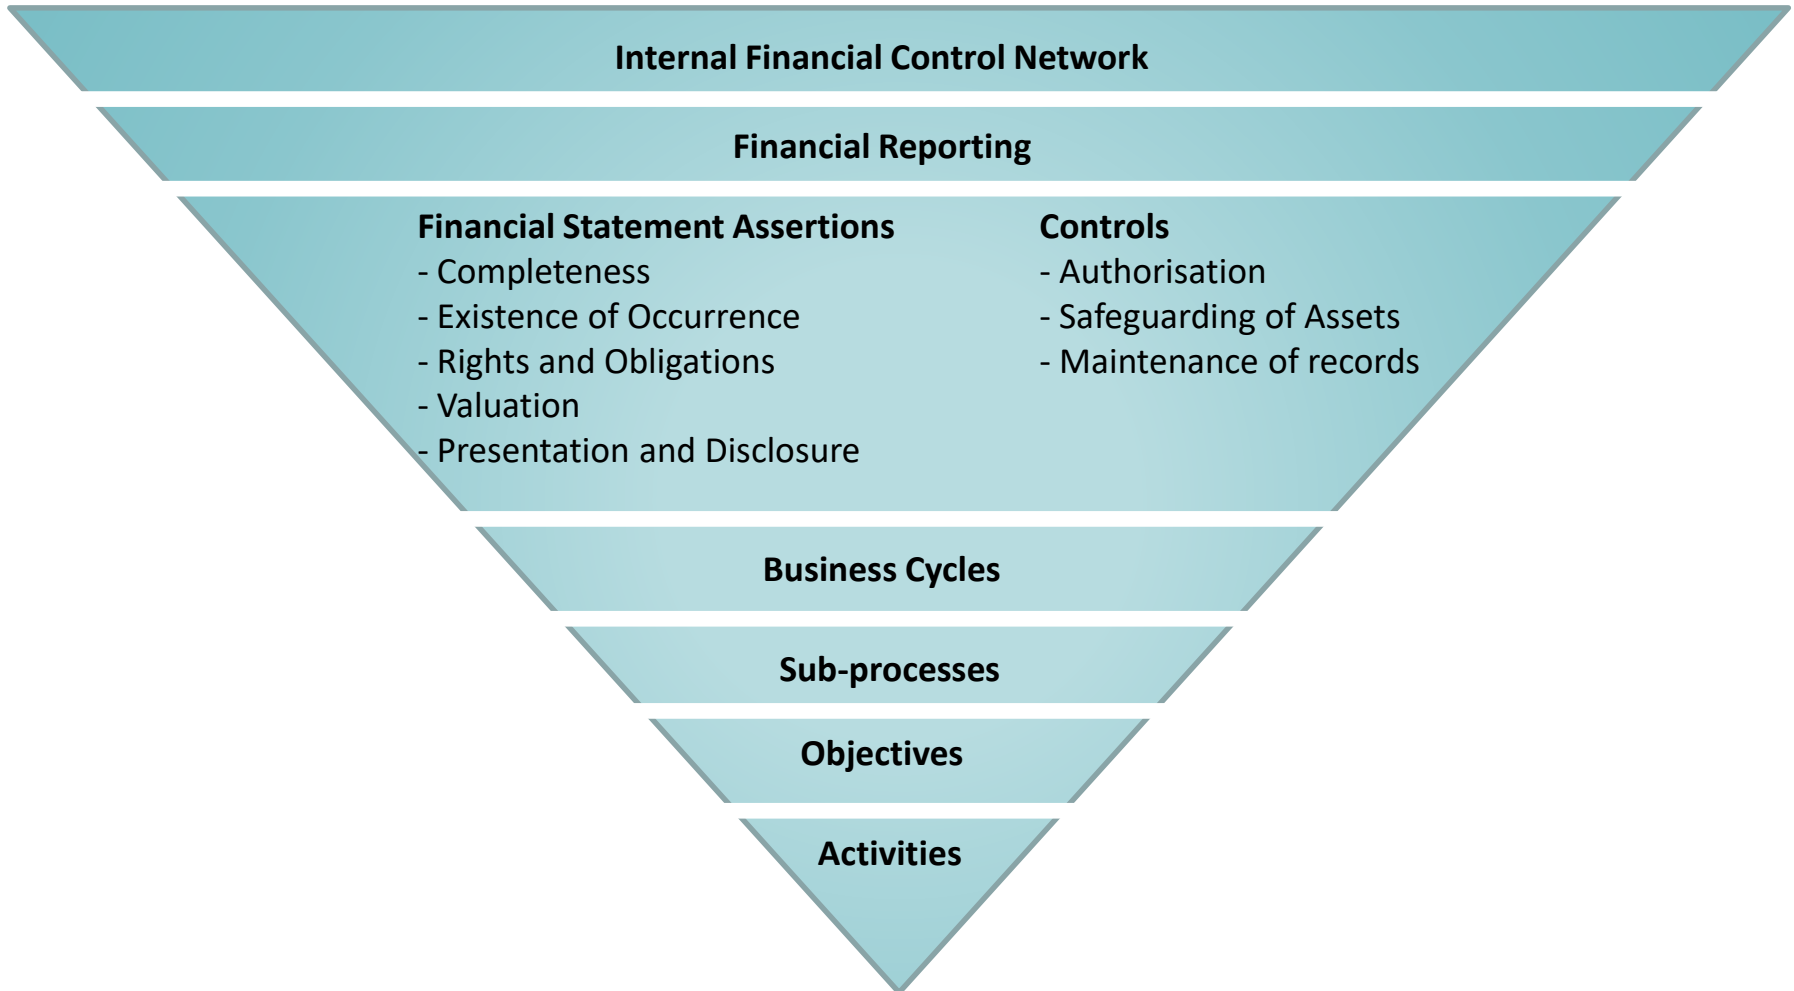 Internal Financial Control Network
Financial Reporting
Financial Statement Assertions
- Completeness
- Existence of Occurrence
- Rights and Obligations
- Valuation
- Presentation and Disclosure
Controls
- Authorisation
- Safeguarding of Assets
- Maintenance of records
Business Cycles
Sub-processes
Objectives
Activities